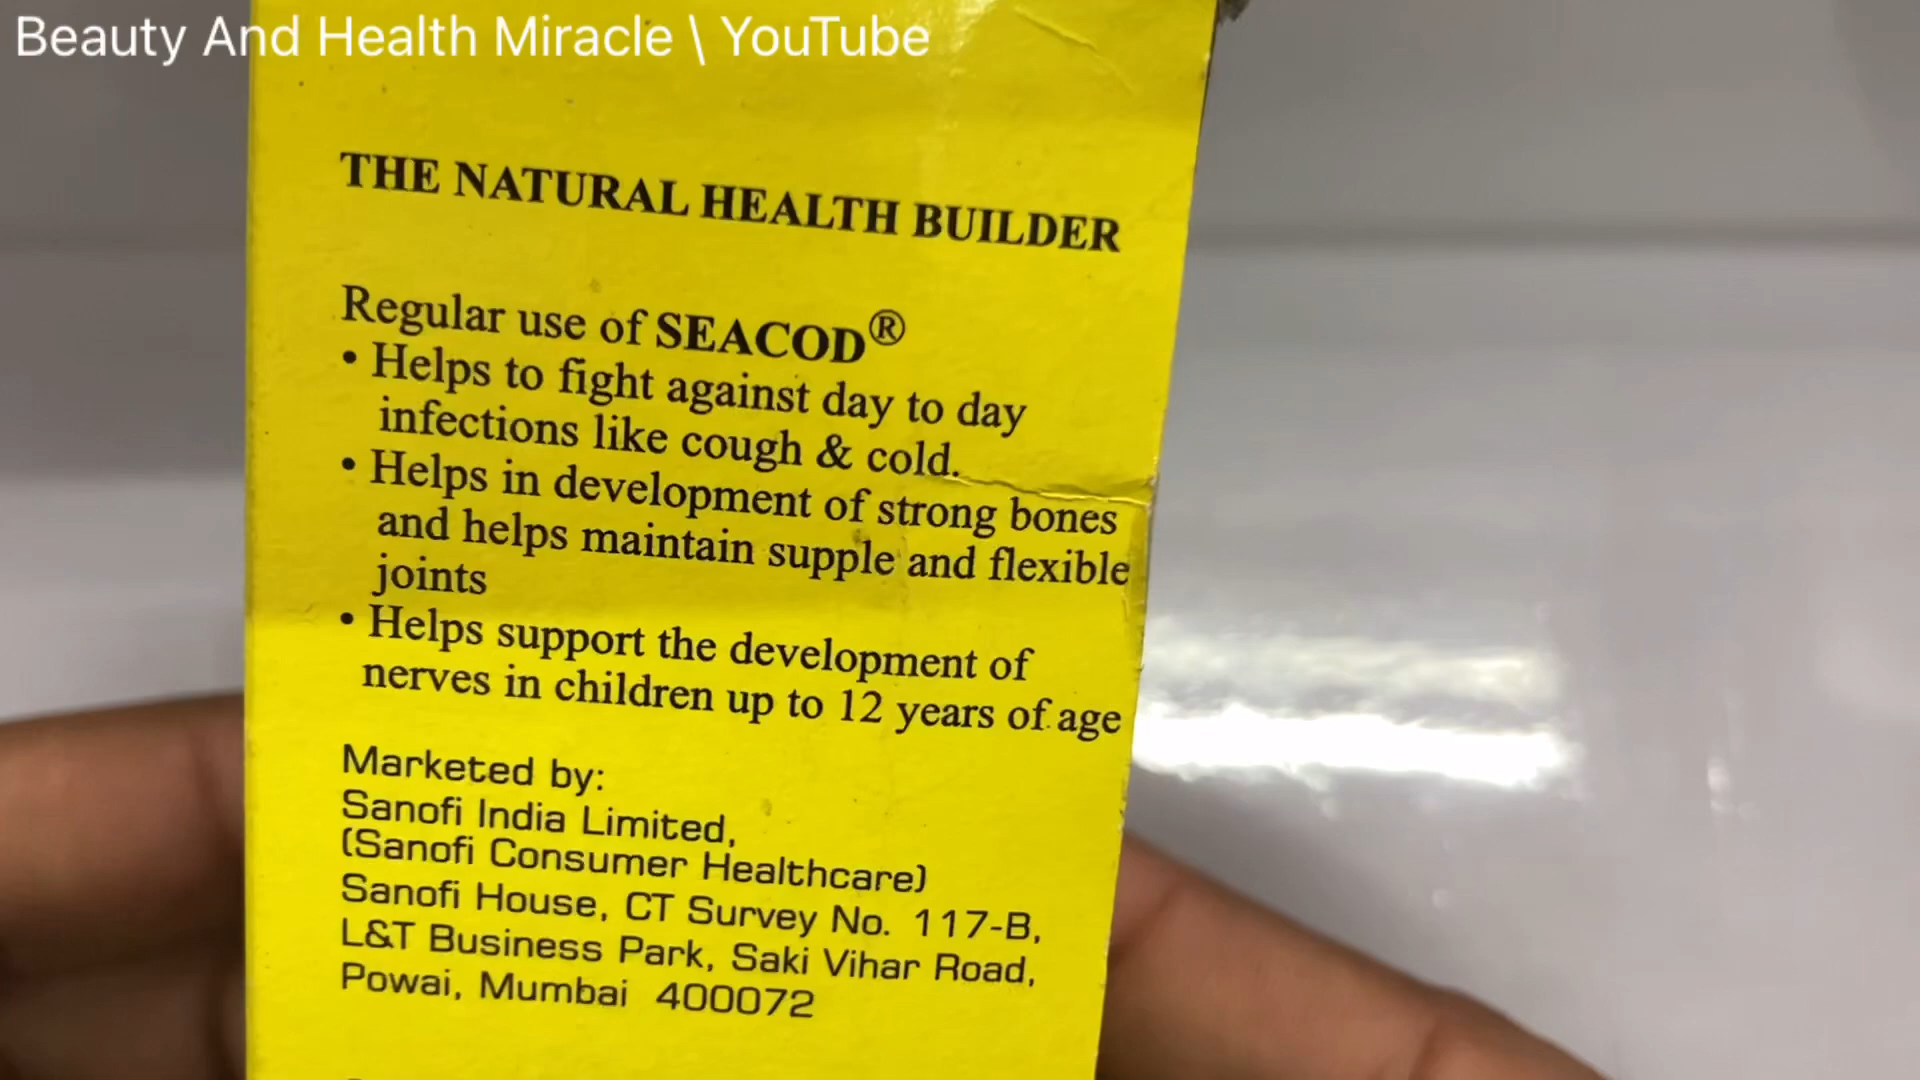 Beauty And Health Miracle \ YouTube
THE NATURAL HEALTH BUILDER
Regular use of SEACOD®
• Helps to fight against day to day
infections like cough & cold.
• Helps in development of strong bones
and helps maintain supple and flexible
joints
• Helps support the development of
nerves in children up to 12 years of age
Marketed by:
Sanofi India Limited,
(Sanofi Consumer Healthcare)
Sanofi House, CT Survey No. 117-B,
L&T Business Park, Saki Vihar Road,
Powai, Mumbai 400072